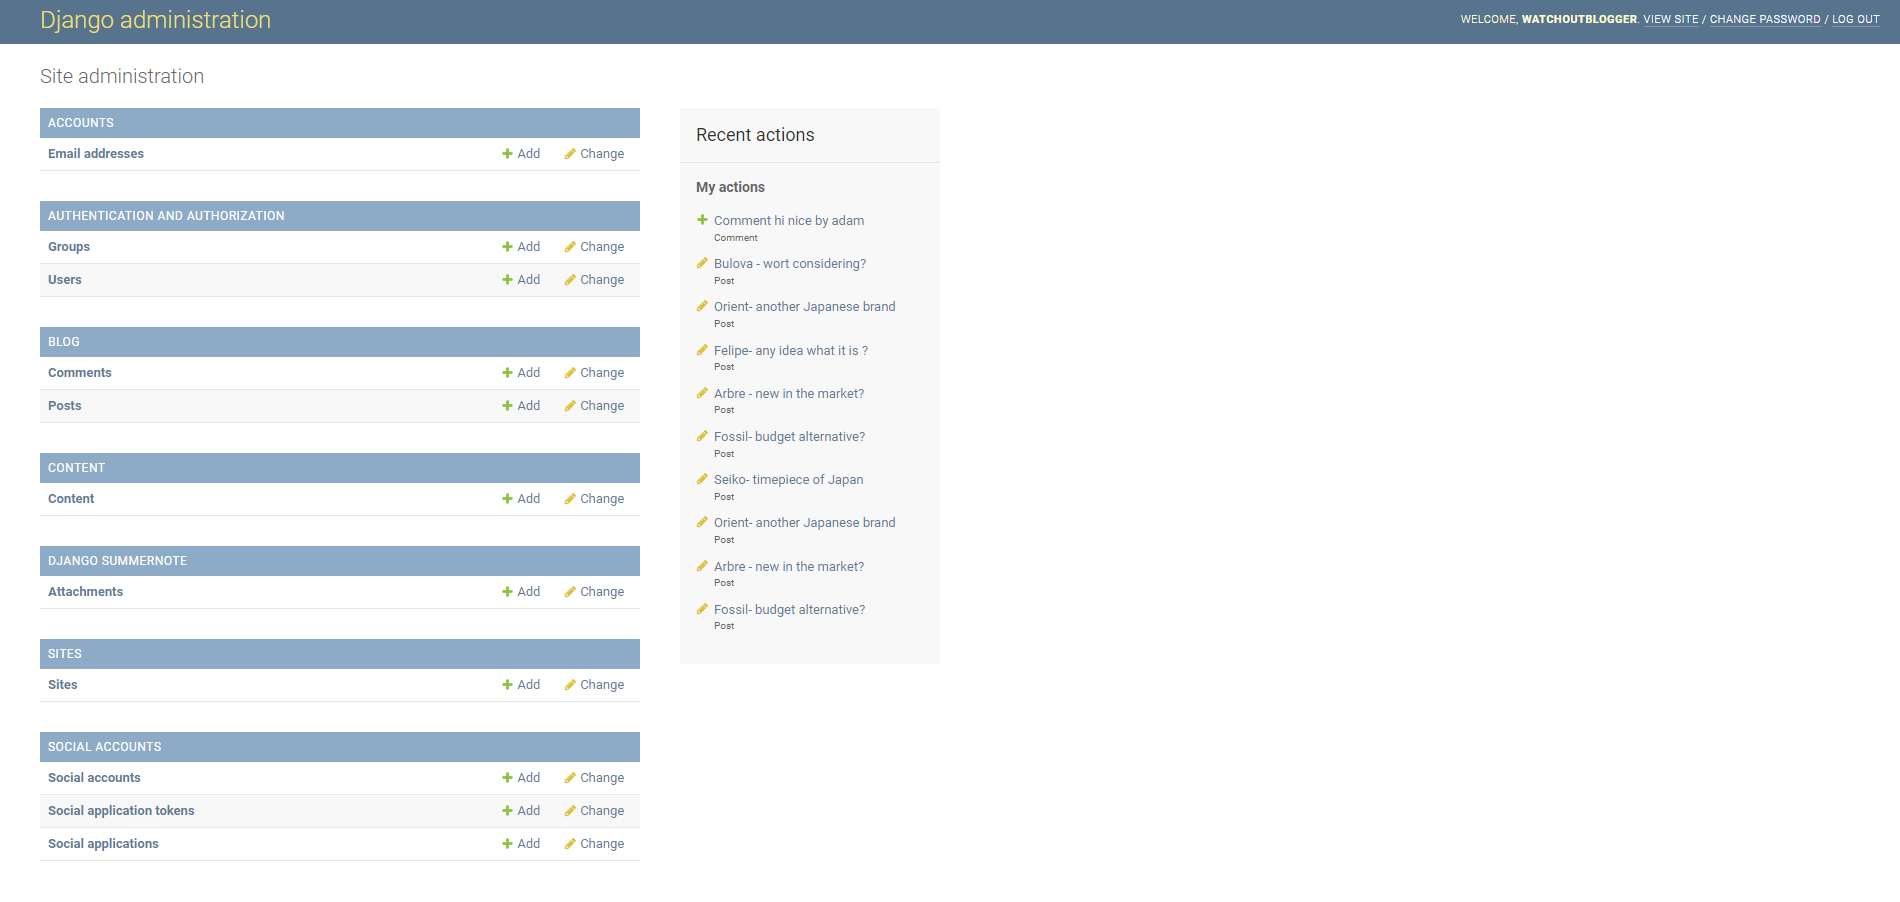 Django administration
WELCOME, WATCHOUTBLOGGER. VIEW SITE / CHANGE PASSWORD / LOG OUT
Site administration
ACCOUNTS
Email addresses Add Change
AUTHENTICATION AND AUTHORIZATION
Groups Add Change
Users Add Change
BLOG
Comments Add Change
Posts Add Change
CONTENT
Content Add Change
DJANGO SUMMERNOTE
Attachments Add Change
SITES
Sites Add Change
SOCIAL ACCOUNTS
Social accounts Add Change
Social application tokens Add Change
Social applications Add Change
Recent actions
My actions
Comment hi nice by adam
Comment
Bulova - wort considering?
Post
Orient- another Japanese brand
Post
Felipe- any idea what it is ?
Post
Arbre - new in the market?
Post
Fossil- budget alternative?
Post
Seiko- timepiece of Japan
Post
Orient- another Japanese brand
Post
Arbre - new in the market?
Post
Fossil- budget alternative?
Post